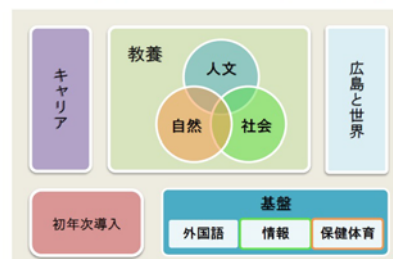 キャリア
教養
人文
自然
社会
広島と世界
初年次導入
基盤
外国語
情報
保健体育